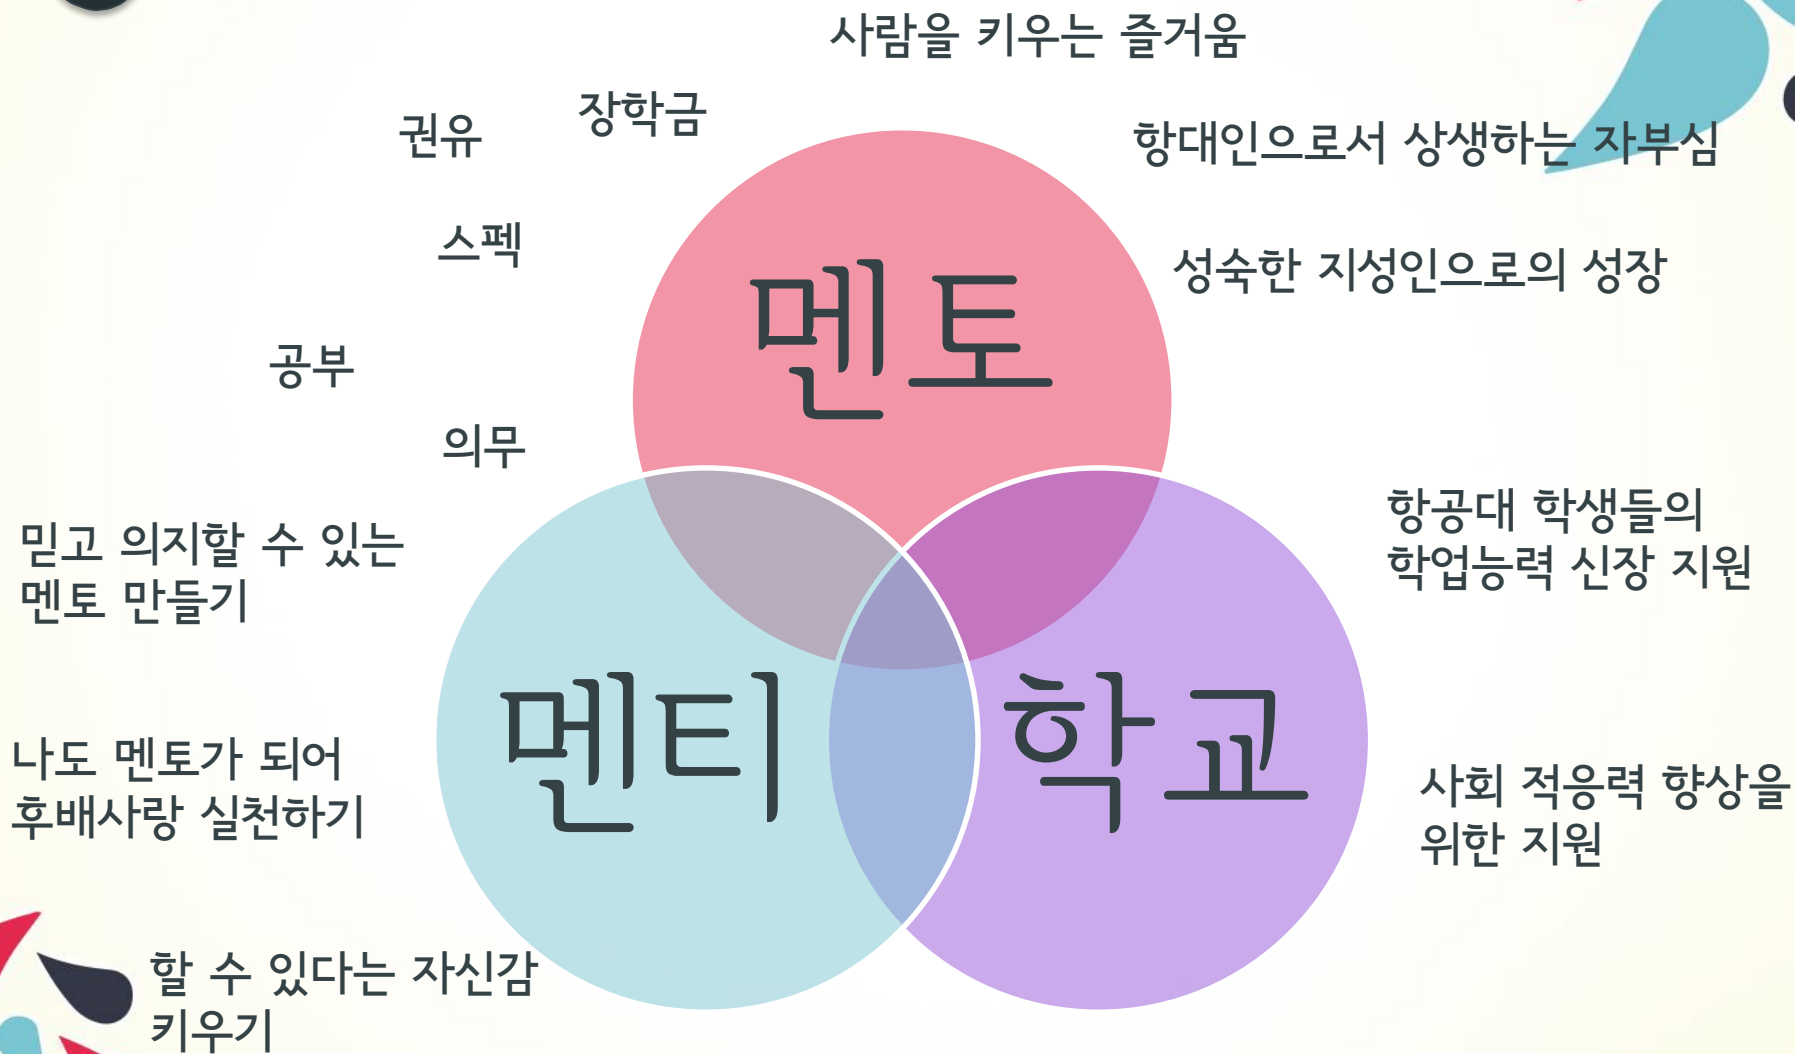 사람을 키우는 즐거움
장학금
권유
항대인으로서 상생하는 자부심
스펙
성숙한 지성인으로의 성장
멘토
공부
의무
믿고 의지할 수 있는
멘토 만들기
항공대 학생들의
학업능력 신장 지원
멘티
학교
나도 멘토가 되어
후배사랑 실천하기
사회 적응력 향상을
위한 지원
할 수 있다는 자신감
키우기